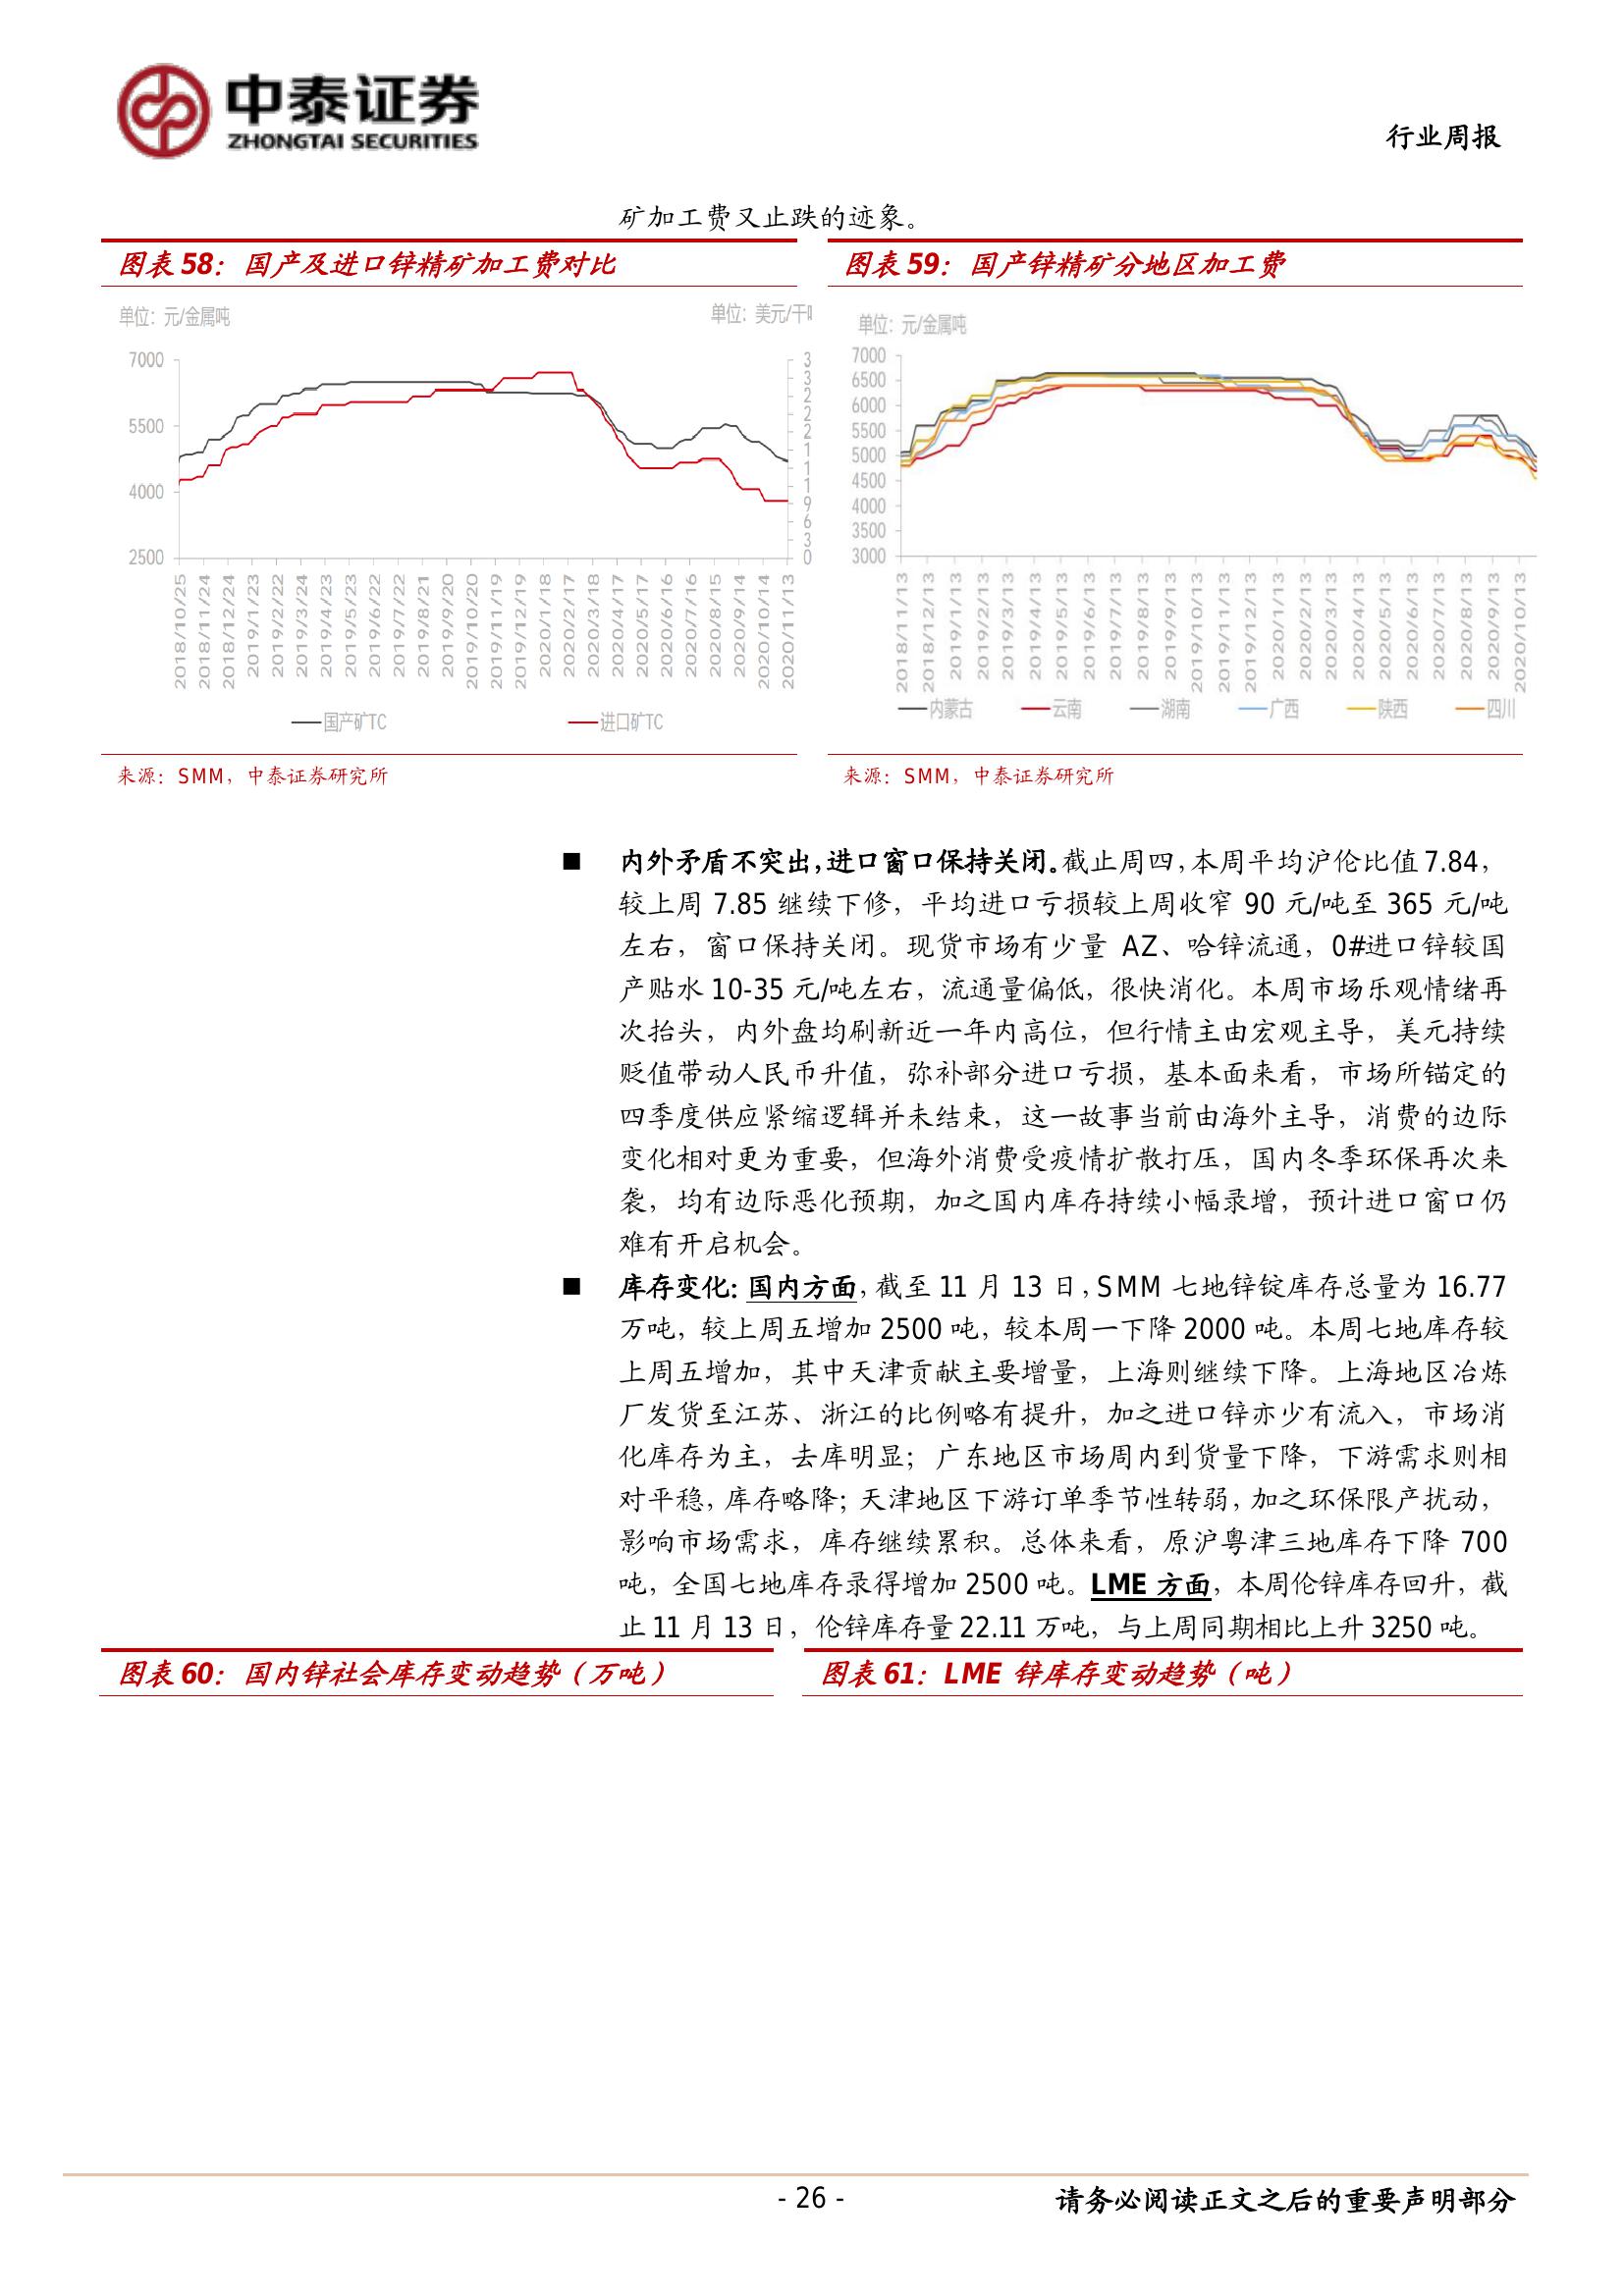 中泰证券
ZHONGTAI SECURITIES
行业周报
矿加工费又止跌的迹象。
图表 58：国产及进口锌精矿加工费对比
单位：元/金属吨
单位：美元/干
7000
5500
4000
2500
3
3
2
2
2
1
1
1
9
6
3
0
2018/10/25
2018/11/24
2018/12/24
2019/1/23
2019/2/22
2019/3/24
2019/4/23
2019/5/23
2019/6/22
2019/7/22
2019/8/21
2019/9/20
2019/10/20
2019/11/19
2019/12/19
2020/1/18
2020/2/17
2020/3/18
2020/4/17
2020/5/17
2020/6/16
2020/7/16
2020/8/15
2020/9/14
2020/10/14
2020/11/13
国产矿TC
进口矿TC
来源：SMM，中泰证券研究所
图表 59：国产锌精矿分地区加工费
单位：元/金属吨
7000
6500
6000
5500
5000
4500
4000
3500
3000
2018/11/13
2018/12/13
2019/1/13
2019/2/13
2019/3/13
2019/4/13
2019/5/13
2019/6/13
2019/7/13
2019/8/13
2019/9/13
2019/10/13
2019/11/13
2019/12/13
2020/1/13
2020/2/13
2020/3/13
2020/4/13
2020/5/13
2020/6/13
2020/7/13
2020/8/13
2020/9/13
2020/10/13
内蒙古
云南
湖南
广西
陕西
四川
来源：SMM，中泰证券研究所
■ 内外矛盾不突出，进口窗口保持关闭。截止周四，本周平均沪伦比值 7.84，
较上周 7.85 继续下修，平均进口亏损较上周收窄 90 元/吨至 365 元/吨
左右，窗口保持关闭。现货市场有少量 AZ、哈锌流通，0#进口锌较国
产贴水 10-35 元/吨左右，流通量偏低，很快消化。本周市场乐观情绪再
次抬头，内外盘均刷新近一年内高位，但行情主由宏观主导，美元持续
贬值带动人民币升值，弥补部分进口亏损，基本面来看，市场所锚定的
四季度供应紧缩逻辑并未结束，这一故事当前由海外主导，消费的边际
变化相对更为重要，但海外消费受疫情扩散打压，国内冬季环保再次来
袭，均有边际恶化预期，加之国内库存持续小幅录增，预计进口窗口仍
难有开启机会。
■ 库存变化：国内方面，截至 11 月 13 日，SMM 七地锌锭库存总量为 16.77
万吨，较上周五增加 2500 吨，较本周一下降 2000 吨。本周七地库存较
上周五增加，其中天津贡献主要增量，上海则继续下降。上海地区冶炼
厂发货至江苏、浙江的比例略有提升，加之进口锌亦少有流入，市场消
化库存为主，去库明显；广东地区市场周内到货量下降，下游需求则相
对平稳，库存略降；天津地区下游订单季节性转弱，加之环保限产扰动，
影响市场需求，库存继续累积。总体来看，原沪粤津三地库存下降 700
吨，全国七地库存录得增加 2500 吨。LME 方面，本周伦锌库存回升，截
止 11 月 13 日，伦锌库存量 22.11 万吨，与上周同期相比上升 3250 吨。
图表 60：国内锌社会库存变动趋势（万吨）
图表 61：LME 锌库存变动趋势（吨）
- 26 -
请务必阅读正文之后的重要声明部分